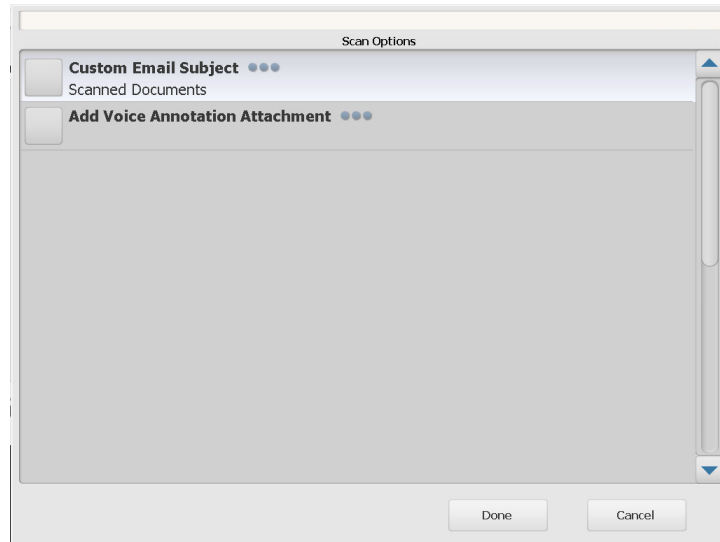 Scan Options
Custom Email Subject
Scanned Documents
Add Voice Annotation Attachment
Done
Cancel